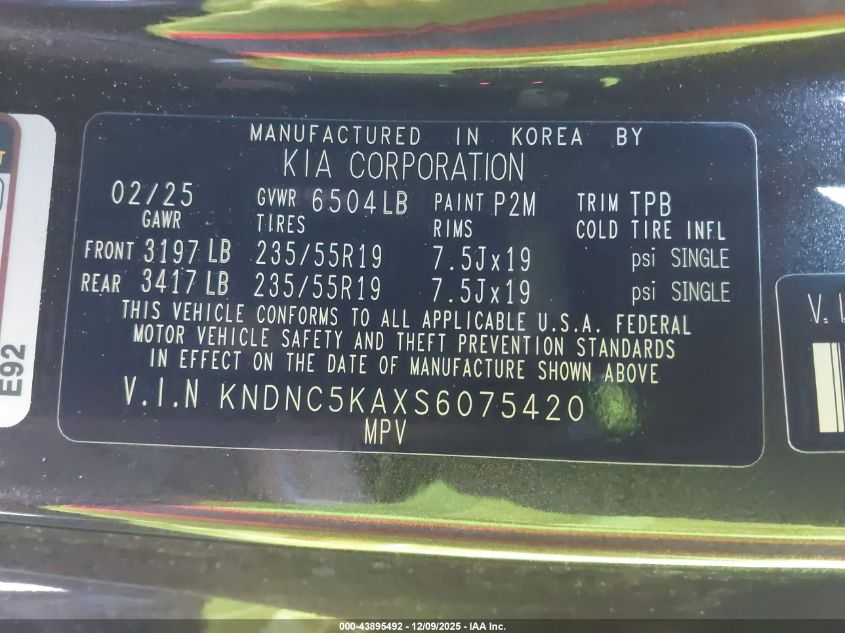 MANUFACTURED IN KOREA BY
KIA CORPORATION
02/25 GVWR 6504LB PAINT P2M TRIM TPB
GAWR TIRES RIMS COLD TIRE INFL
FRONT 3197 LB 235/55R19 7.5Jx19 psi SINGLE
REAR 3417 LB 235/55R19 7.5Jx19 psi SINGLE
THIS VEHICLE CONFORMS TO ALL APPLICABLE U.S.A. FEDERAL
MOTOR VEHICLE SAFETY AND THEFT PREVENTION STANDARDS
IN EFFECT ON THE DATE OF MANUFACTURE SHOWN ABOVE
V.I.N KNDNC5KAXS6075420
MPV
E92
000-43895492 - 12/09/2025 - IAA Inc.